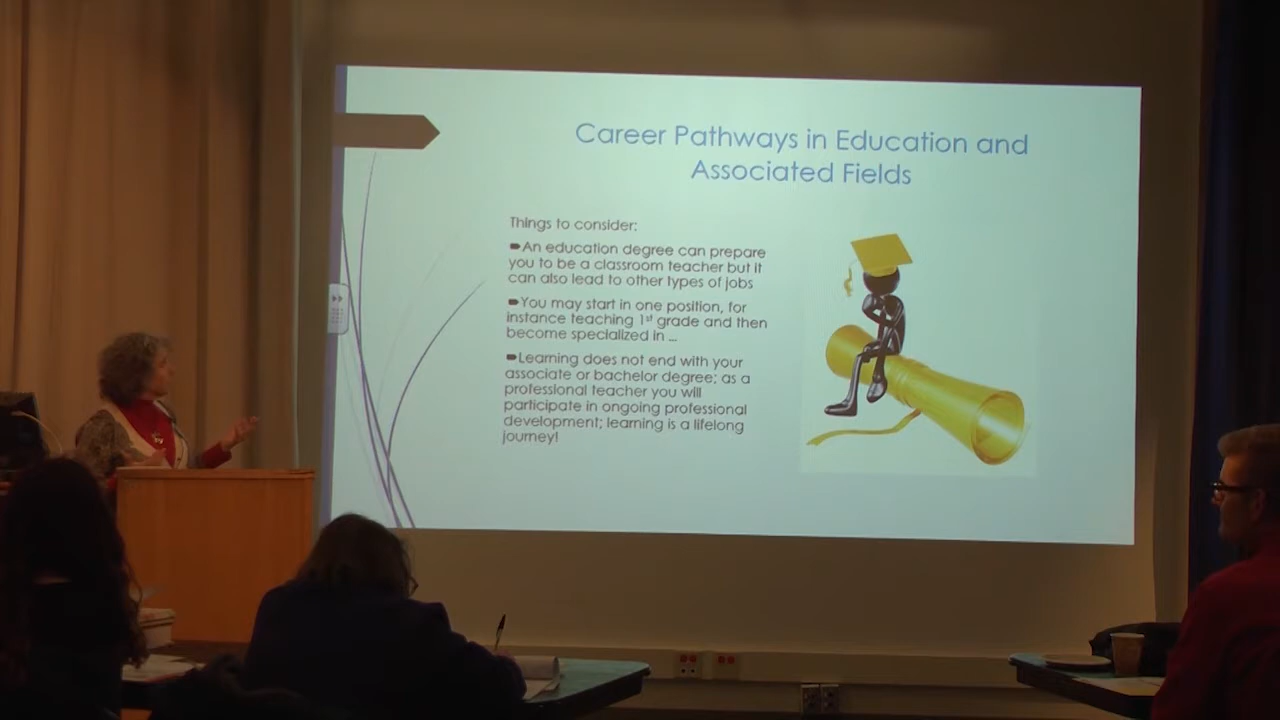 Career Pathways in Education and
Associated Fields
Things to consider:
An education degree can prepare
you to be a classroom teacher but it
can also lead to other types of jobs
You may start in one position, for
instance teaching 1st grade and then
become specialized in ...
Learning does not end with your
associate or bachelor degree; as a
professional teacher you will
participate in ongoing professional
development; learning is a lifelong
journey!